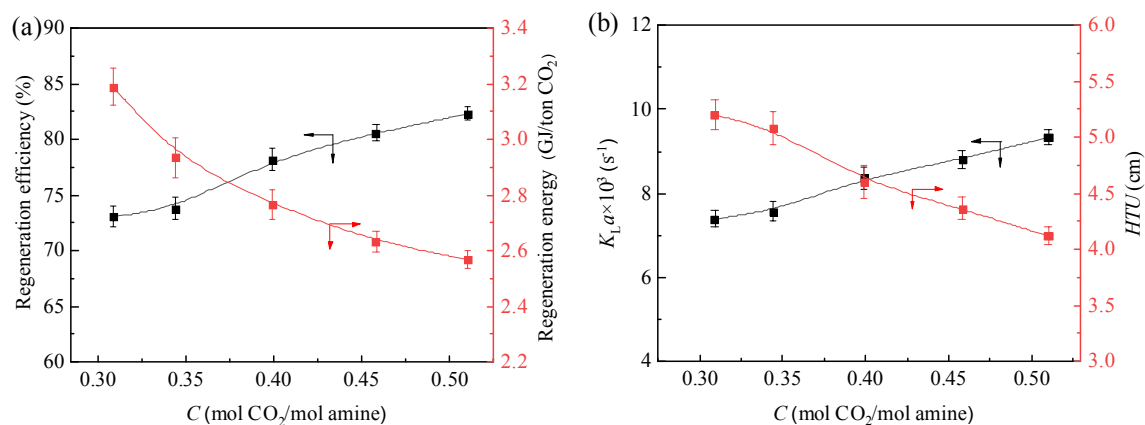 (a)
90
85
80
75
70
65
60
Regeneration efficiency (%)
3.4
3.2
3.0
2.8
2.6
2.4
2.2
Regeneration energy (GJ/ton CO₂)
0.30 0.35 0.40 0.45 0.50
C (mol CO₂/mol amine)
(b)
12
10
8
6
4
K_L a×10³ (s⁻¹)
6.0
5.5
5.0
4.5
4.0
3.5
3.0
HTU (cm)
0.30 0.35 0.40 0.45 0.50
C (mol CO₂/mol amine)